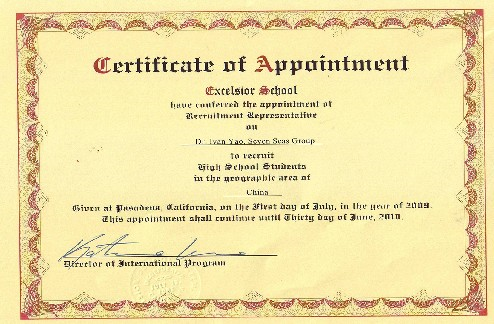 Certificate of Appointment
Excelsior School
have conferred the appointment of
Recruitment Representative
on
Ivan Yao, Seven Seas Group
to recruit
High School Students
in the geographic area of
China
Given at Pasadena, California, on the First day of July, in the year of 2009.
This appointment shall continue until Thirty day of June, 2010.
Director of International Program